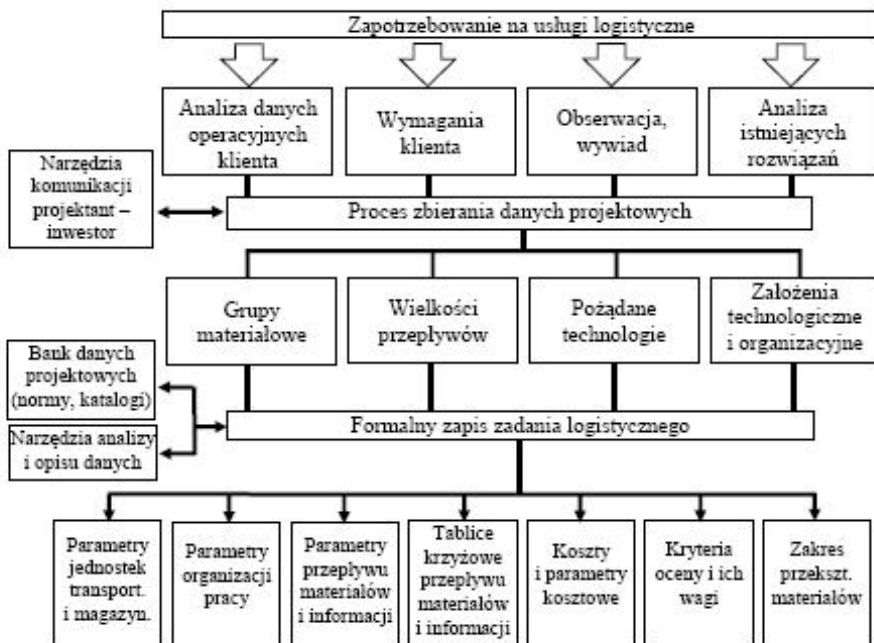 Zapotrzebowanie na usługi logistyczne
Analiza danych
operacyjnych
klienta
Wymagania
klienta
Obserwacja,
wywiad
Analiza
istniejących
rozwiązań
Narzędzia
komunikacji
projektant –
inwestor
Proces zbierania danych projektowych
Grupy
materiałowe
Wielkości
przepływów
Pożądane
technologie
Założenia
technologiczne
i organizacyjne
Bank danych
projektowych
(normy, katalogi)
Narzędzia analizy
i opisu danych
Formalny zapis zadania logistycznego
Parametry
jednostek
transport.
i magazyn.
Parametry
organizacji
pracy
Parametry
przepływu
materiałów
i informacji
Tablice
krzyżowe
przepływu
materiałów
i informacji
Koszty
i parametry
kosztowe
Kryteria
oceny i ich
wagi
Zakreś
przekszt.
materiałów